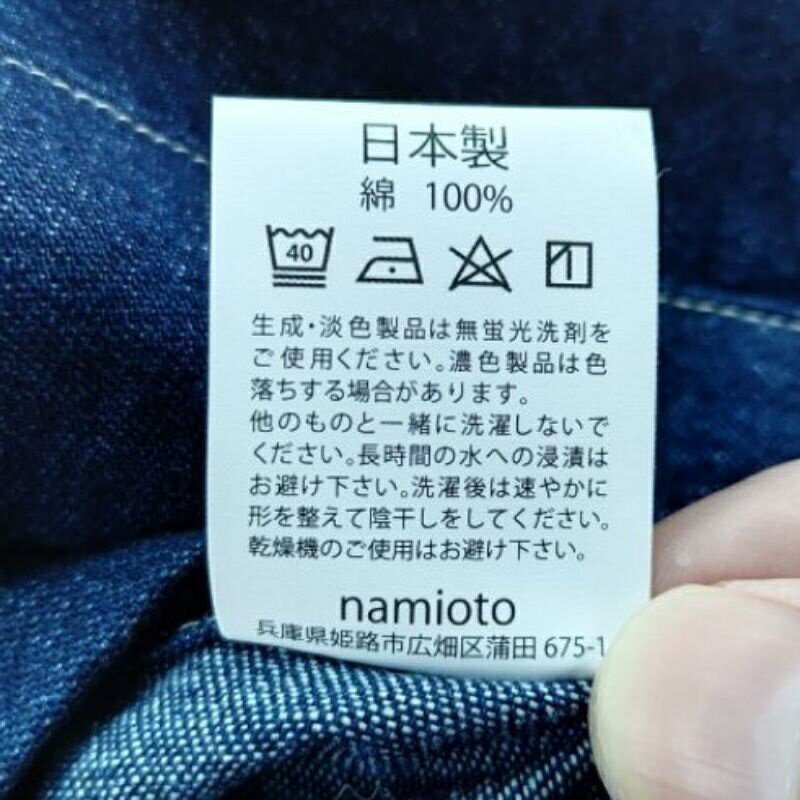 日本製
綿 100%
40
生成・淡色製品は無蛍光洗剤を
ご使用ください。濃色製品は色
落ちする場合があります。
他のものと一緒に洗濯しないで
ください。長時間の水への浸漬は
お避け下さい。洗濯後は速やかに
形を整えて陰干しをしてください。
乾燥機のご使用はお避け下さい。
namioto
兵庫県姫路市広畑区蒲田 675-1